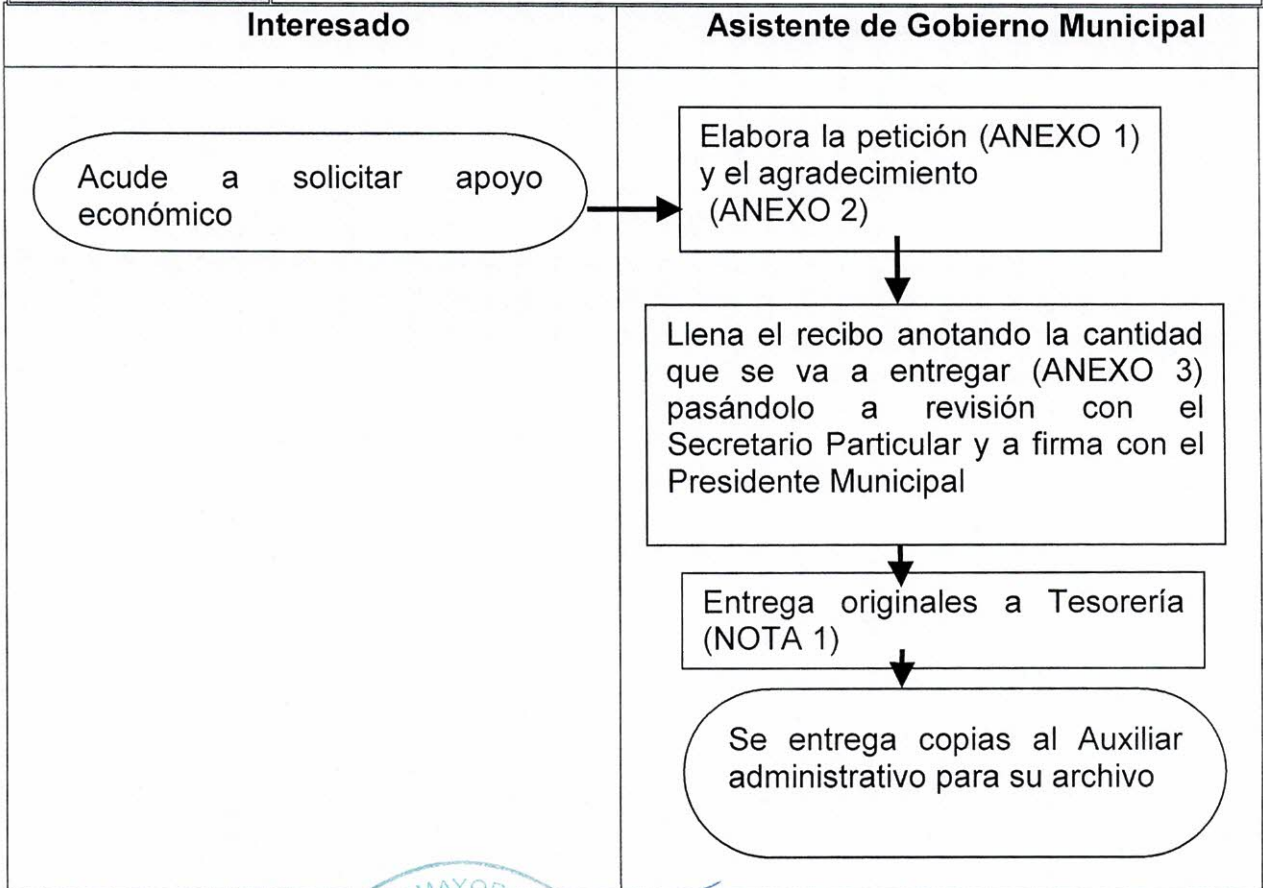 Interesado
Asistente de Gobierno Municipal
Acude a solicitar apoyo
económico
Elabora la petición (ANEXO 1)
y el agradecimiento
(ANEXO 2)
Llena el recibo anotando la cantidad
que se va a entregar (ANEXO 3)
pasándolo a revisión con el
Secretario Particular y a firma con el
Presidente Municipal
Entrega originales a Tesorería
(NOTA 1)
Se entrega copias al Auxiliar
administrativo para su archivo
MAYOR